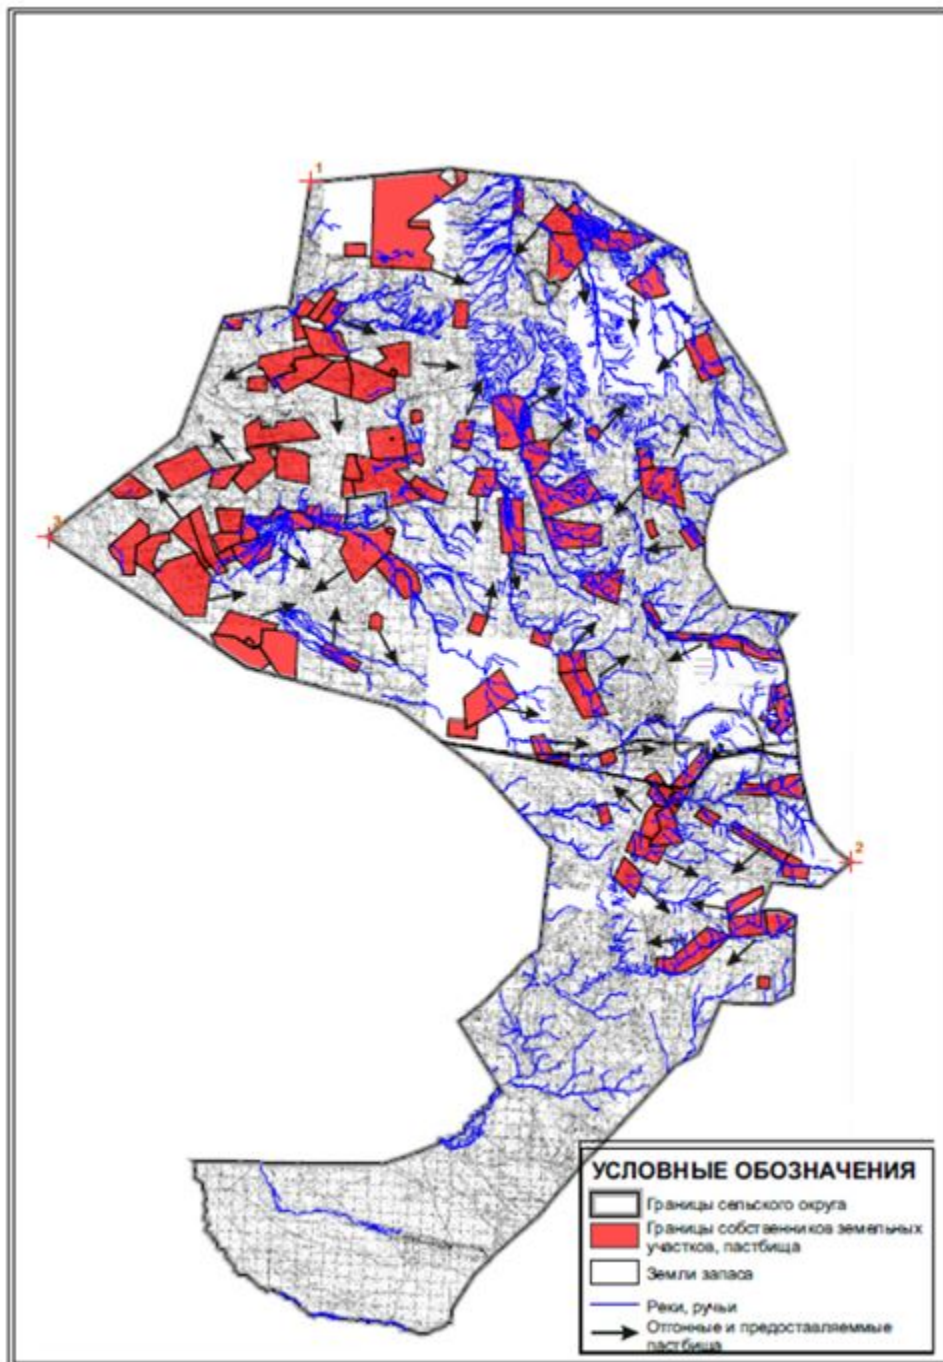 1
3
2
УСЛОВНЫЕ ОБОЗНАЧЕНИЯ
Границы сельского округа
Границы собственников земельных
участков, пастбища
Земли запаса
Реки, ручьи
Отгонные и предоставляеммые
пастбища